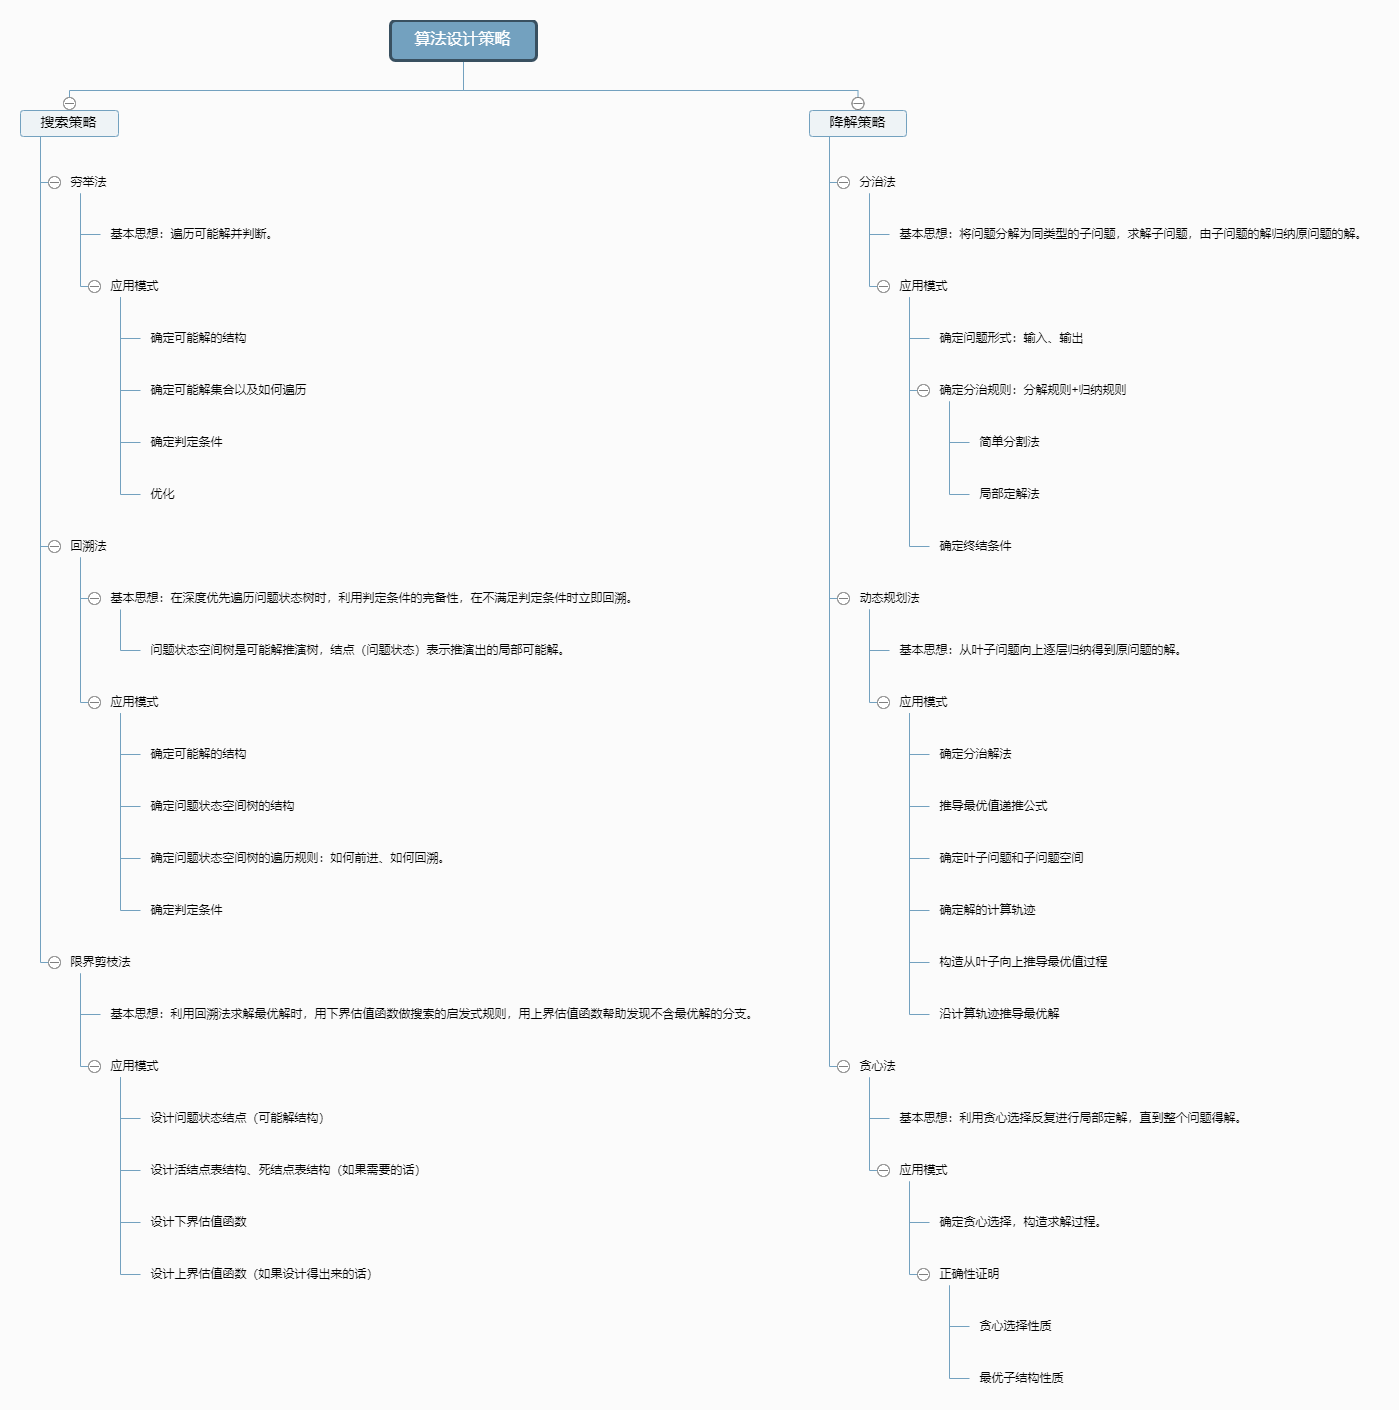 算法设计策略
搜索策略
穷举法
基本思想：遍历可能解并判断。
应用模式
确定可能解的结构
确定可能解集合以及如何遍历
确定判定条件
优化
回溯法
基本思想：在深度优先遍历问题状态树时，利用判定条件的完备性，在不满足判定条件时立即回溯。
问题状态空间树是可能解推演树，结点（问题状态）表示推演出的局部可能解。
应用模式
确定可能解的结构
确定问题状态空间树的结构
确定问题状态空间树的遍历规则：如何前进、如何回溯。
确定判定条件
限界剪枝法
基本思想：利用回溯法求解最优解时，用下界估值函数做搜索的启发式规则，用上界估值函数帮助发现不含最优解的分支。
应用模式
设计问题状态结点（可能解结构）
设计活结点表结构、死结点表结构（如果需要的话）
设计下界估值函数
设计上界估值函数（如果设计得出来的话）
降解策略
分治法
基本思想：将问题分解为同类型的子问题，求解子问题，由子问题的解归纳原问题的解。
应用模式
确定问题形式：输入、输出
确定分治规则：分解规则+归纳规则
简单分割法
局部定解法
确定终结条件
动态规划法
基本思想：从叶子问题向上逐层归纳得到原问题的解。
应用模式
确定分治解法
推导最优值递推公式
确定叶子问题和子问题空间
确定解的计算轨迹
构造从叶子向上推导最优值过程
沿计算轨迹推导最优解
贪心法
基本思想：利用贪心选择反复进行局部定解，直到整个问题得解。
应用模式
确定贪心选择，构造求解过程。
正确性证明
贪心选择性质
最优子结构性质